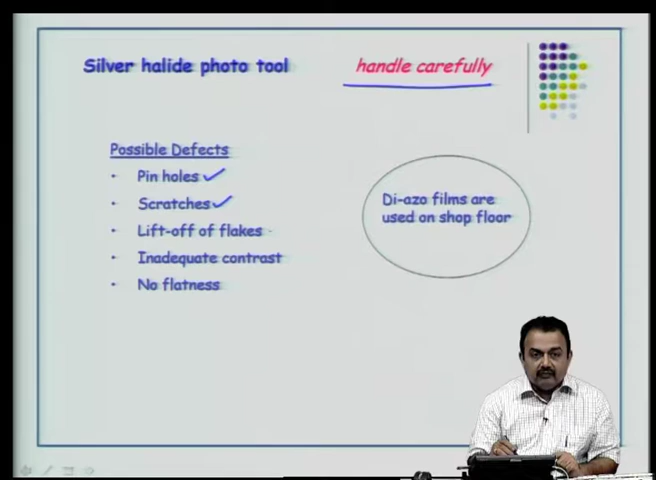 Silver halide photo tool
handle carefully
Possible Defects
• Pin holes
• Scratches
• Lift-off of flakes
• Inadequate contrast
• No flatness
Di-azo films are
used on shop floor